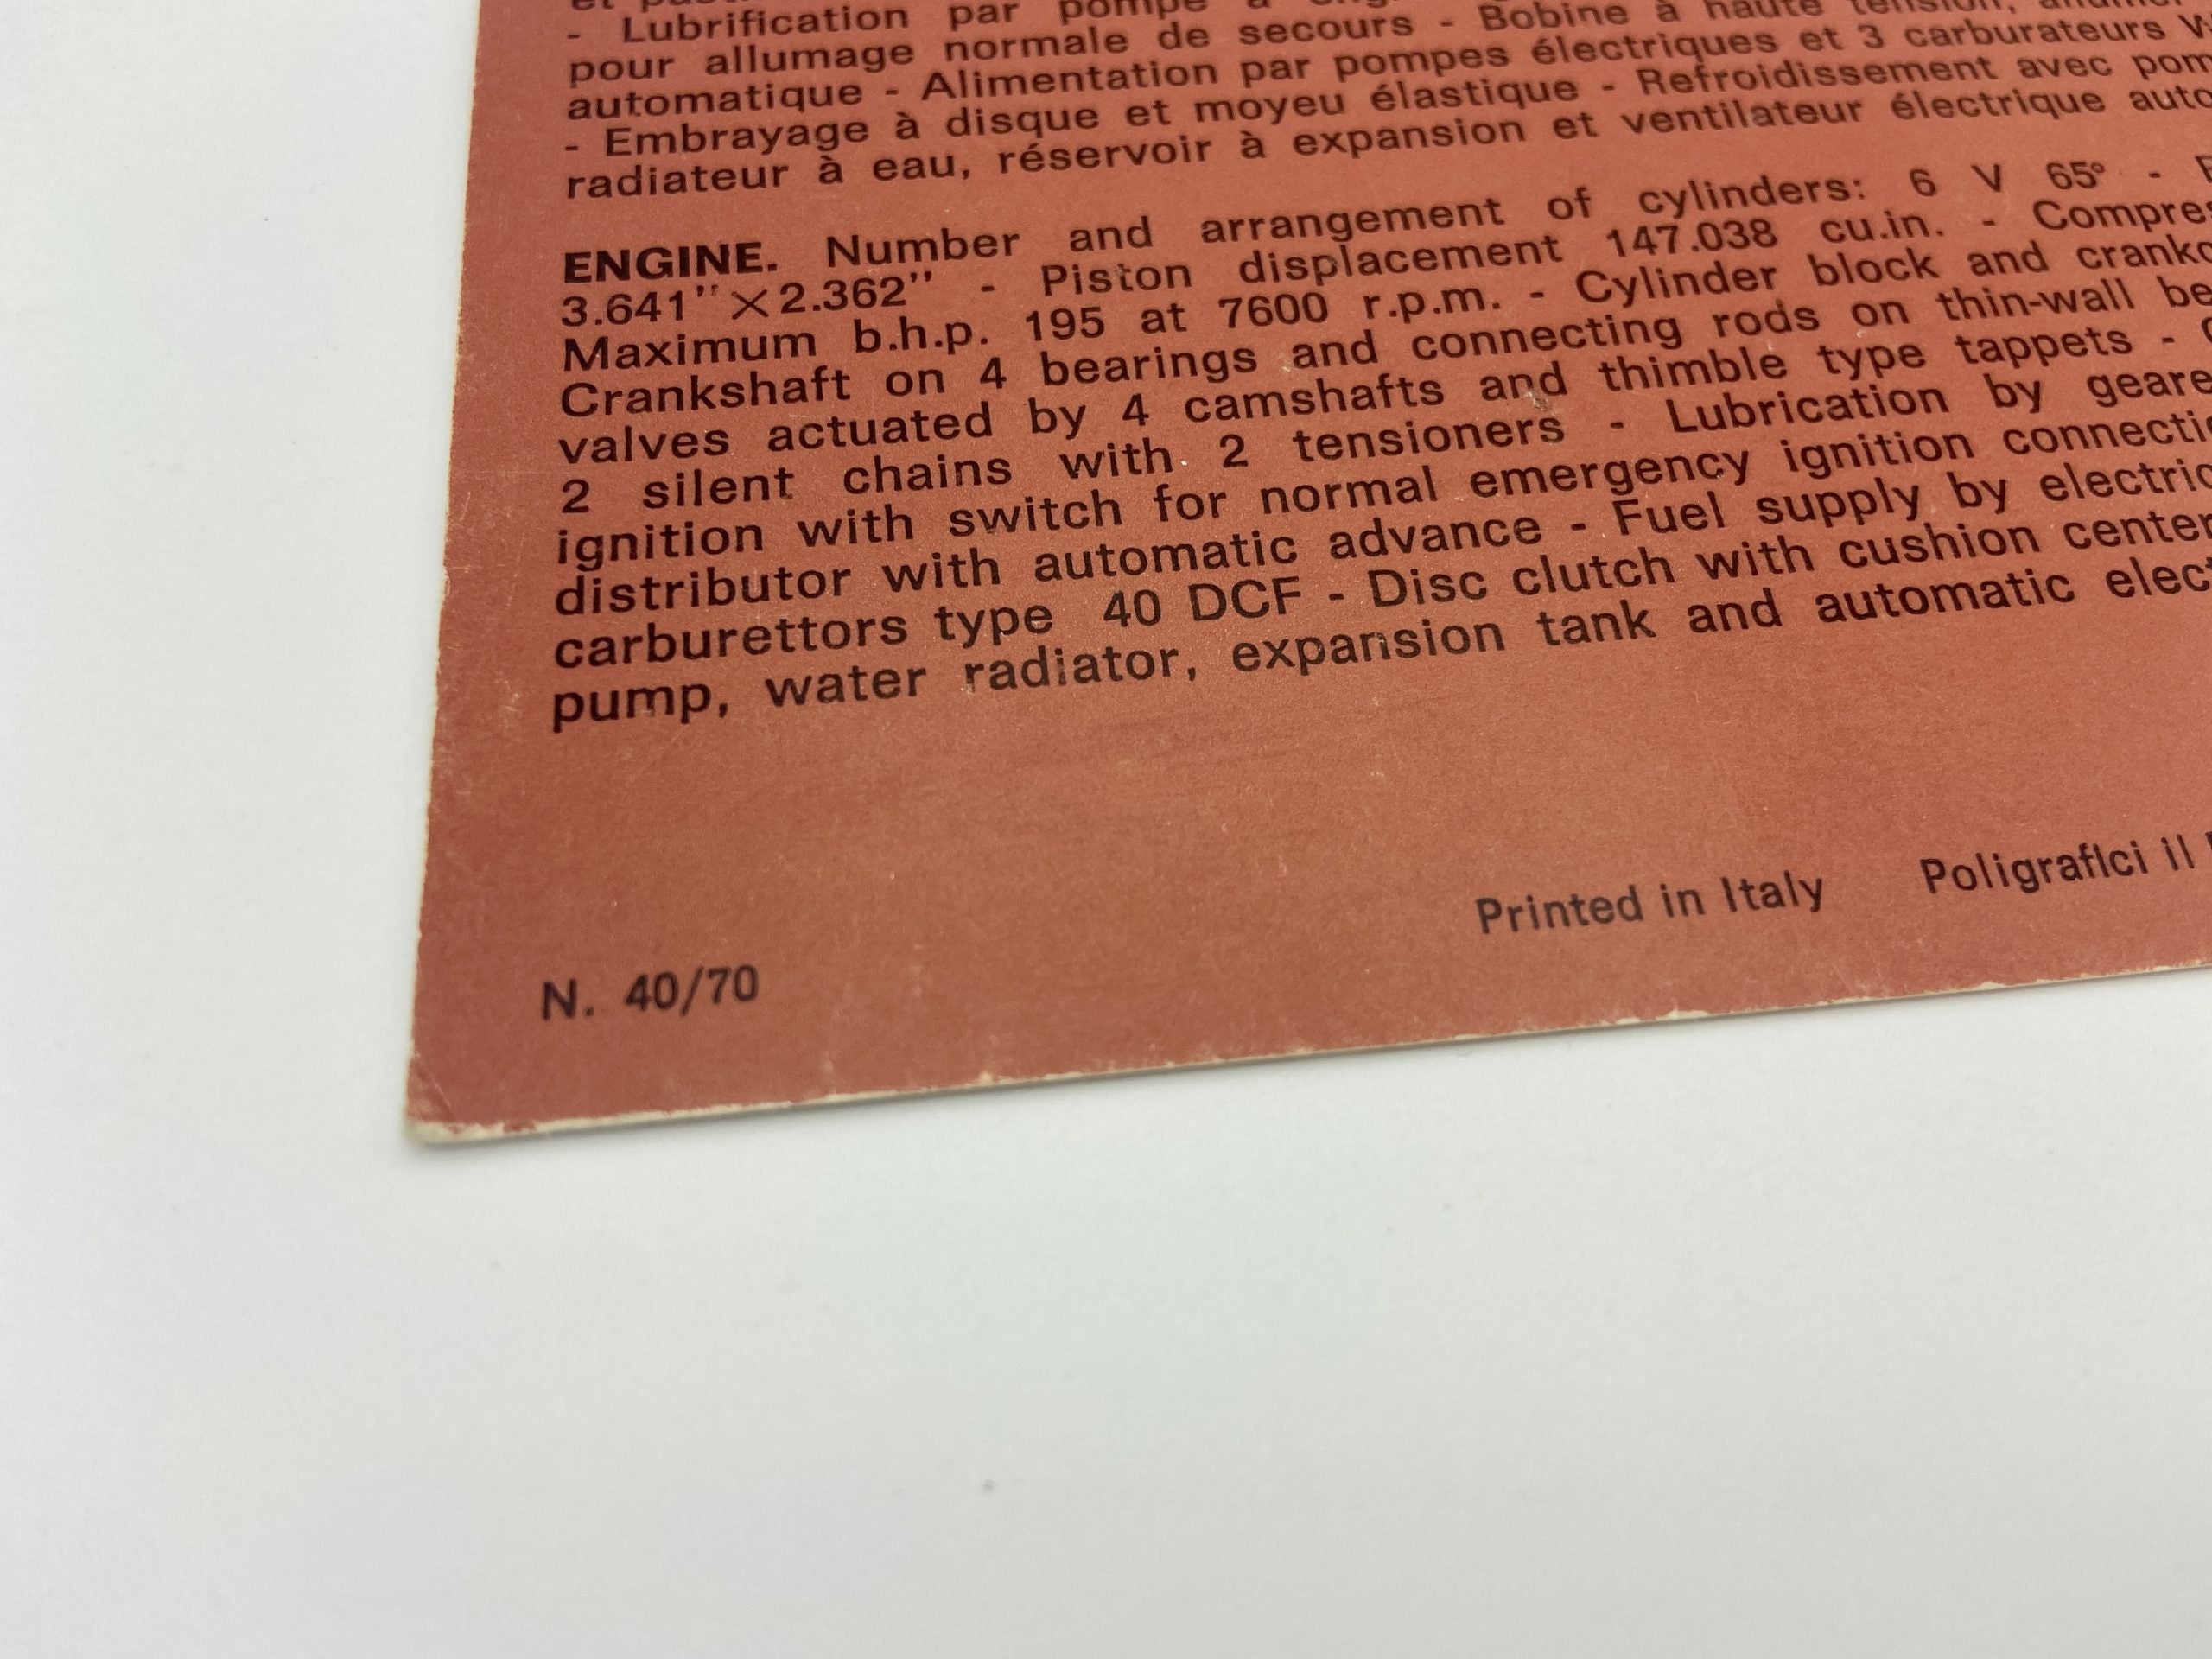 - Lubrification par pompe à
pour allumage normale de secours - Bobine à haute tension,
automatique - Alimentation par pompes électriques et 3 carburateurs
- Embrayage à disque et moyeu élastique - Refroidissement avec
radiateur à eau, réservoir à expansion et ventilateur électrique
ENGINE. Number and arrangement of cylinders: 6 V 65° -
3.641"×2.362" - Piston displacement 147.038 cu.in. -
Maximum b.h.p. 195 at 7600 r.p.m. - Cylinder block and
Crankshaft on 4 bearings and connecting rods on thin-wall
valves actuated by 4 camshafts and thimble type tappets -
2 silent chains with 2 tensioners - Lubrication by
ignition with switch for normal emergency ignition
distributor with automatic advance - Fuel supply by
carburettors type 40 DCF - Disc clutch with cushion
pump, water radiator, expansion tank and automatic
Printed in Italy Poligrafici il
N. 40/70